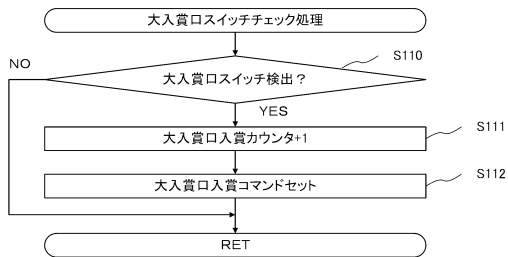 大入賞口スイッチチェック処理
S110
NO
大入賞口スイッチ検出？
YES
S111
大入賞口入賞カウンタ+1
S112
大入賞口入賞コマンドセット
RET